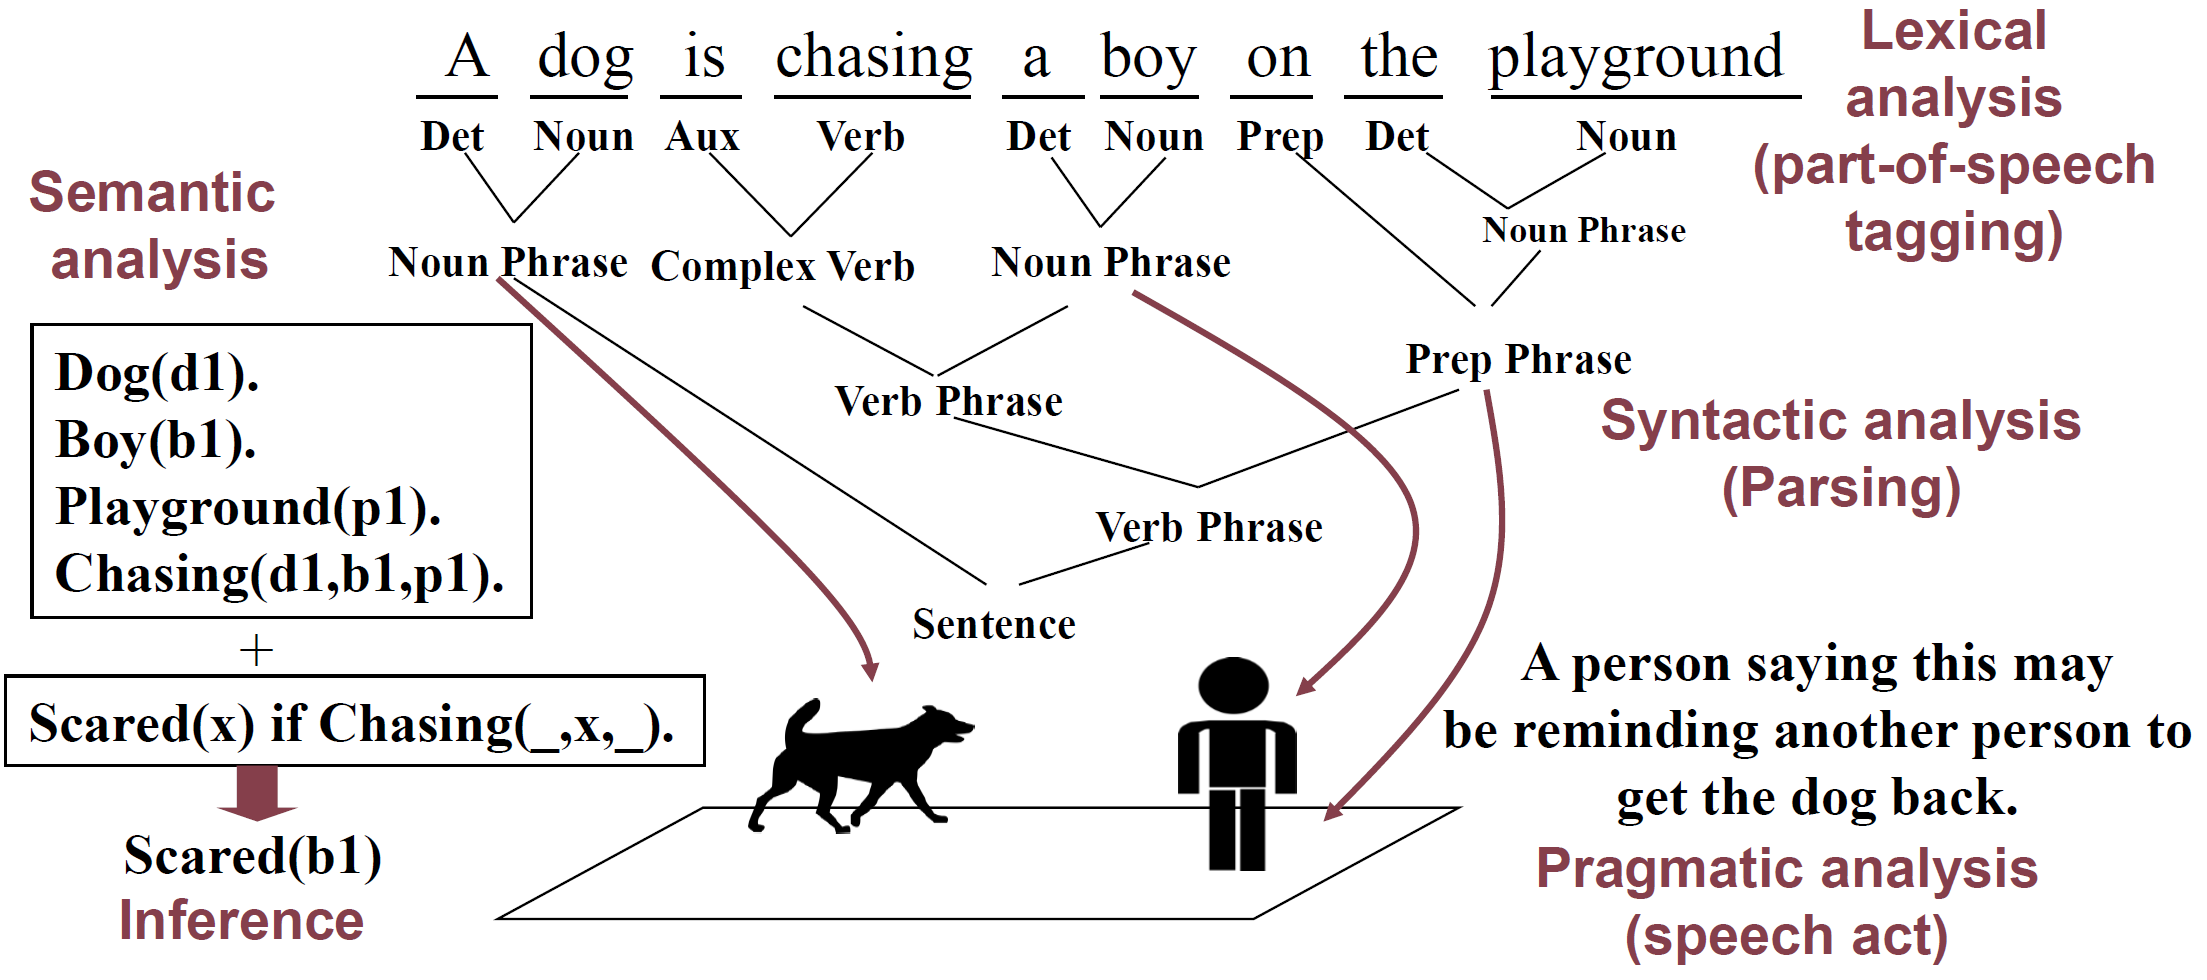 A dog is chasing a boy on the playground
Det Noun Aux Verb Det Noun Prep Det Noun
Lexical
analysis
(part-of-speech
tagging)
Noun Phrase
Noun Phrase Complex Verb Noun Phrase
Prep Phrase
Verb Phrase
Verb Phrase
Sentence
Syntactic analysis
(Parsing)
Semantic
analysis
Dog(d1).
Boy(b1).
Playground(p1).
Chasing(d1,b1,p1).
+
Scared(x) if Chasing(_,x,_).
Scared(b1)
Inference
A person saying this may
be reminding another person to
get the dog back.
Pragmatic analysis
(speech act)